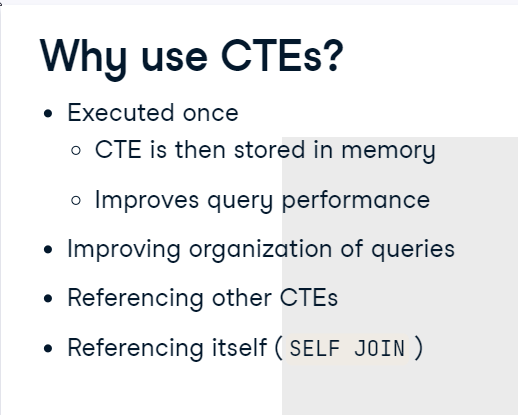 Why use CTEs?
• Executed once
○ CTE is then stored in memory
○ Improves query performance
• Improving organization of queries
• Referencing other CTEs
• Referencing itself ( SELF JOIN )